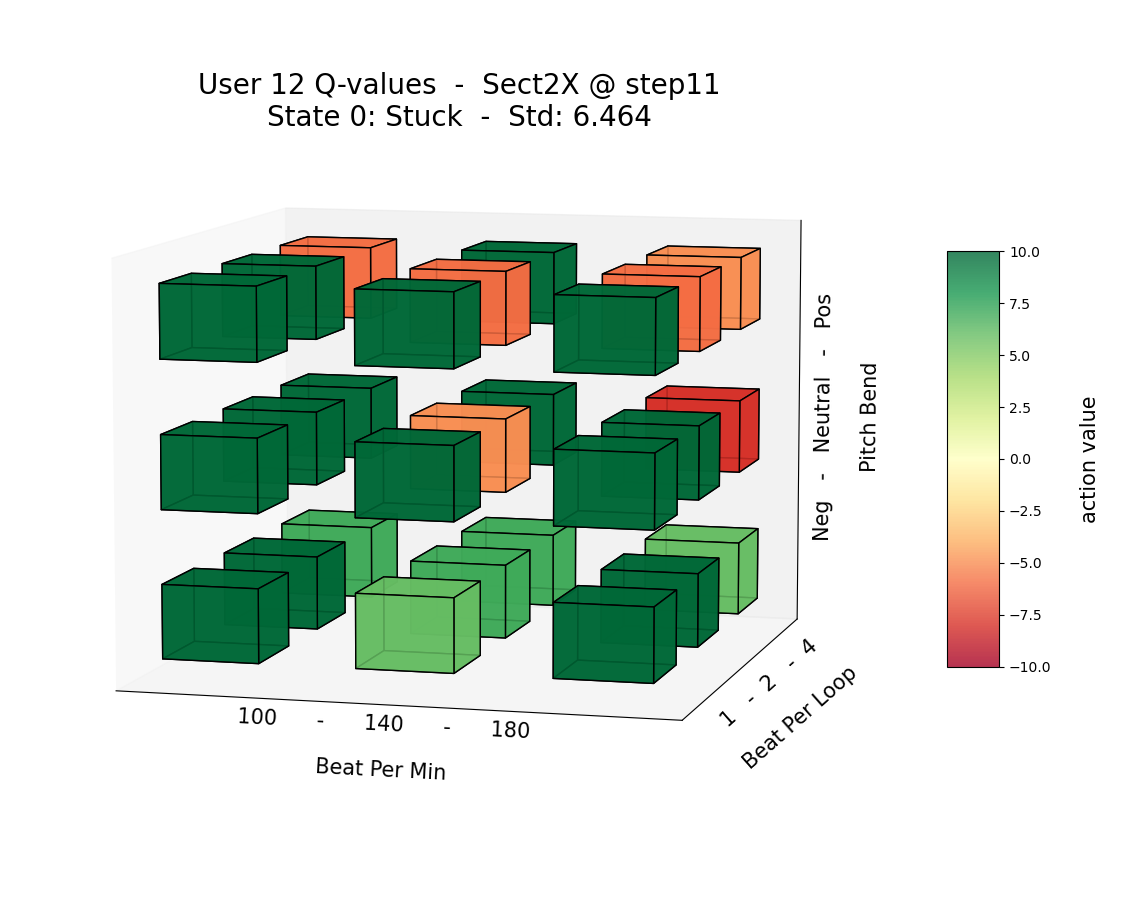 User 12 Q-values  -  Sect2X @ step11
State 0: Stuck  -  Std: 6.464
10.0
7.5
5.0
2.5
0.0
−2.5
−5.0
−7.5
−10.0
action value
Neg  -  Neutral  -  Pos
Pitch Bend
1  -  2  -  4
Beat Per Loop
100  -  140  -  180
Beat Per Min